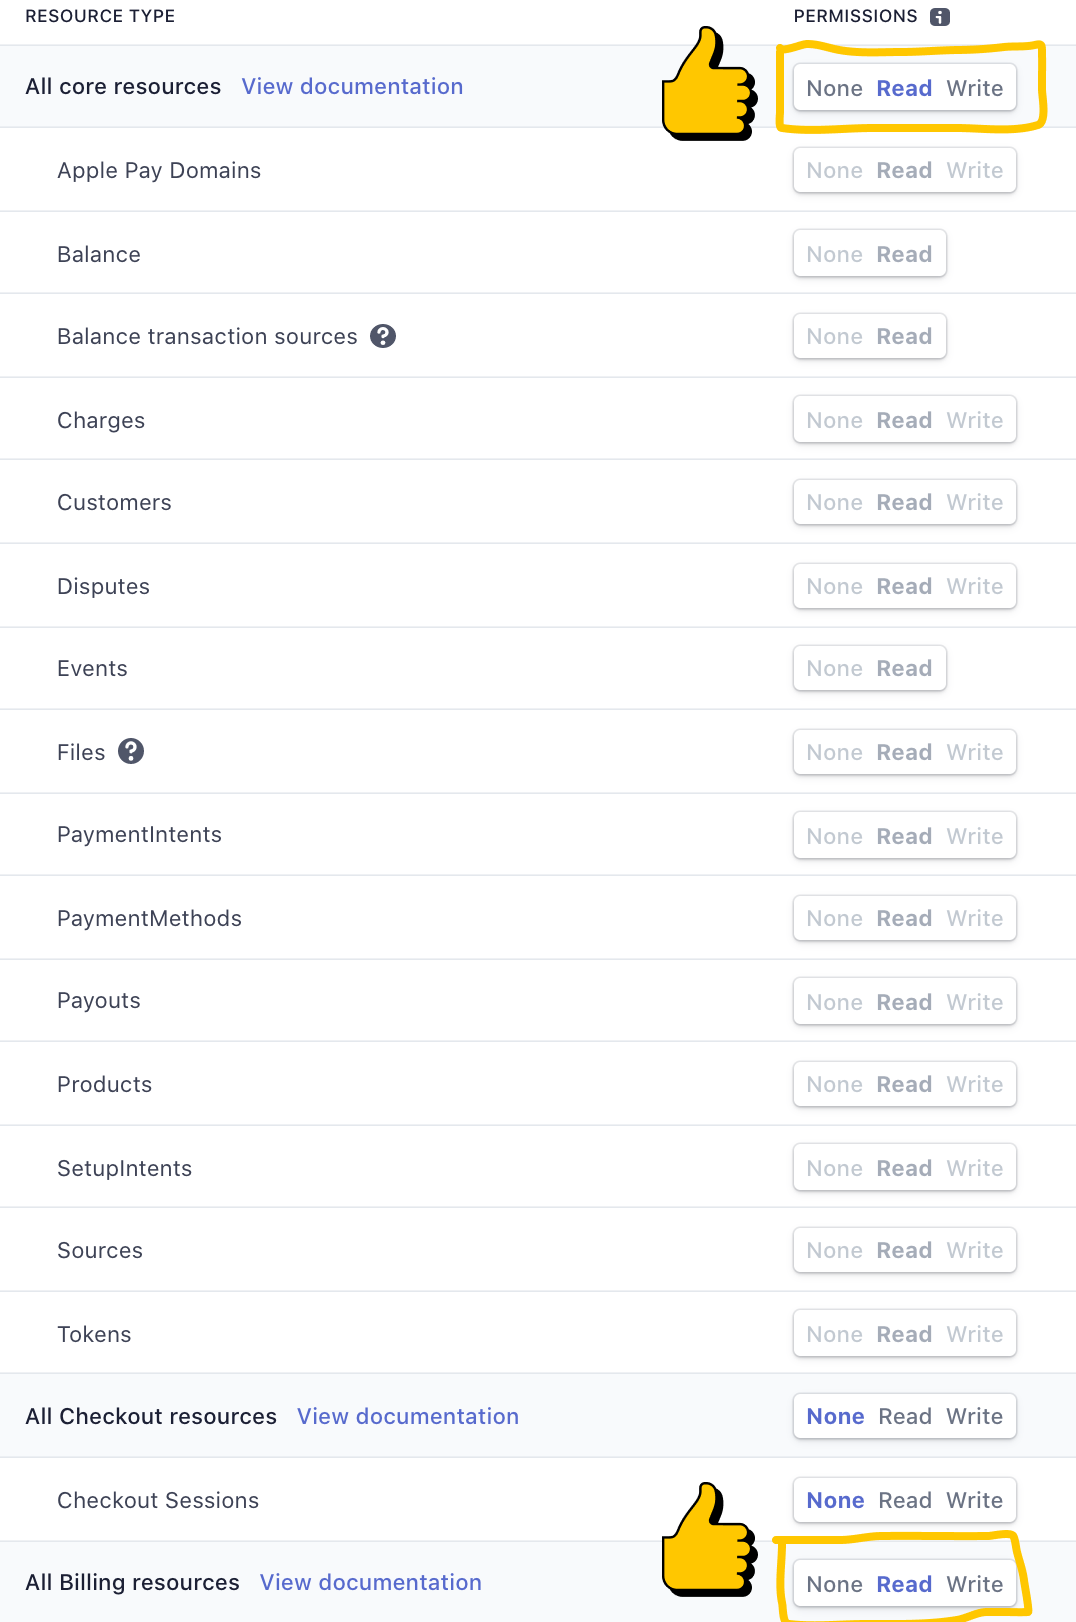 RESOURCE TYPE PERMISSIONS
All core resources View documentation None Read Write
Apple Pay Domains None Read Write
Balance None Read
Balance transaction sources None Read
Charges None Read Write
Customers None Read Write
Disputes None Read Write
Events None Read
Files None Read Write
PaymentIntents None Read Write
PaymentMethods None Read Write
Payouts None Read Write
Products None Read Write
SetupIntents None Read Write
Sources None Read Write
Tokens None Read Write
All Checkout resources View documentation None Read Write
Checkout Sessions None Read Write
All Billing resources View documentation None Read Write